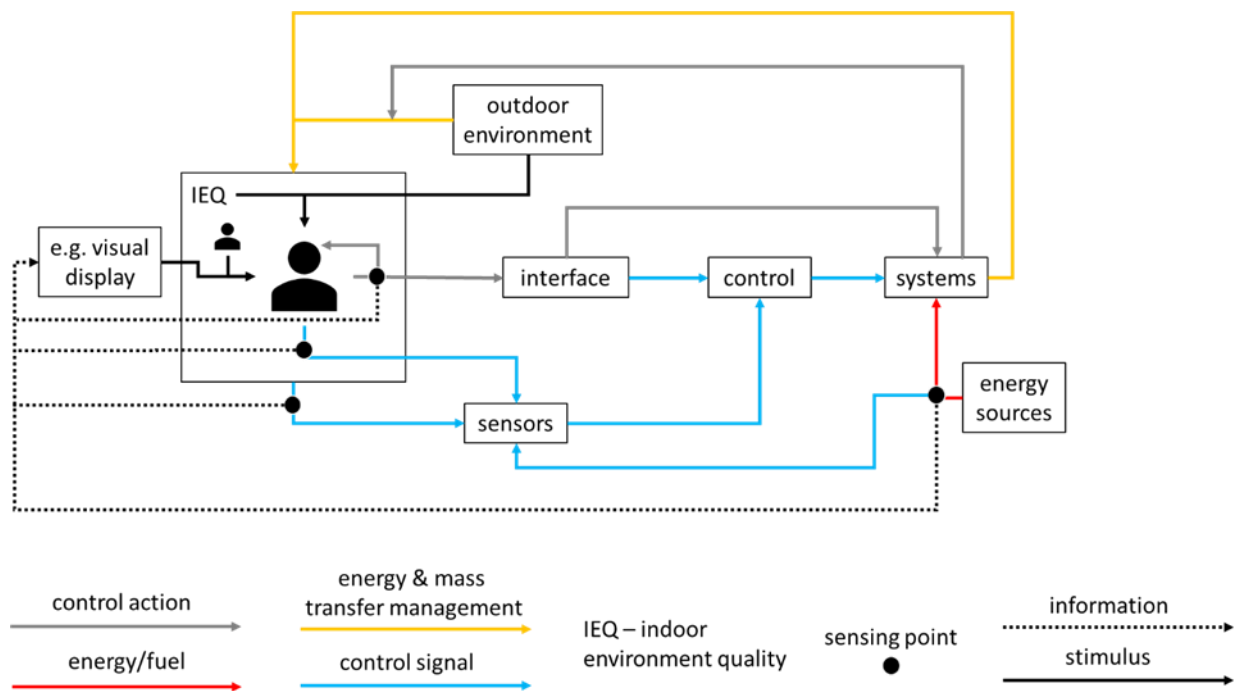 outdoor
environment
IEQ
e.g. visual
display
interface
control
systems
energy
sources
sensors
control action
energy & mass
transfer management
information
IEQ – indoor
environment quality
sensing point
energy/fuel
control signal
stimulus